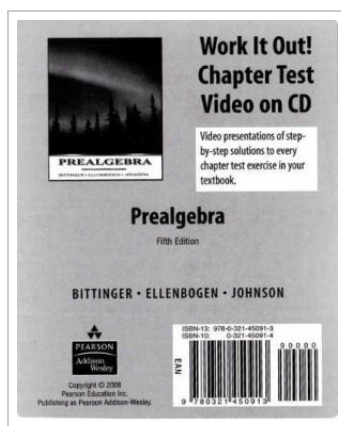 Work It Out!
Chapter Test
Video on CD
Video presentations of step-
by-step solutions to every
chapter test exercise in your
textbook.
PREALGEBRA
BITTINGER • ELLENBOGEN • JOHNSON
Prealgebra
Fifth Edition
BITTINGER • ELLENBOGEN • JOHNSON
PEARSON
Addison
Wesley
Copyright © 2008
Pearson Education Inc.
Publishing as Pearson Addison-Wesley.
ISBN-13: 978-0-321-45091-3
ISBN-10: 0-321-45091-4
90000
EAN
9 780321 450913